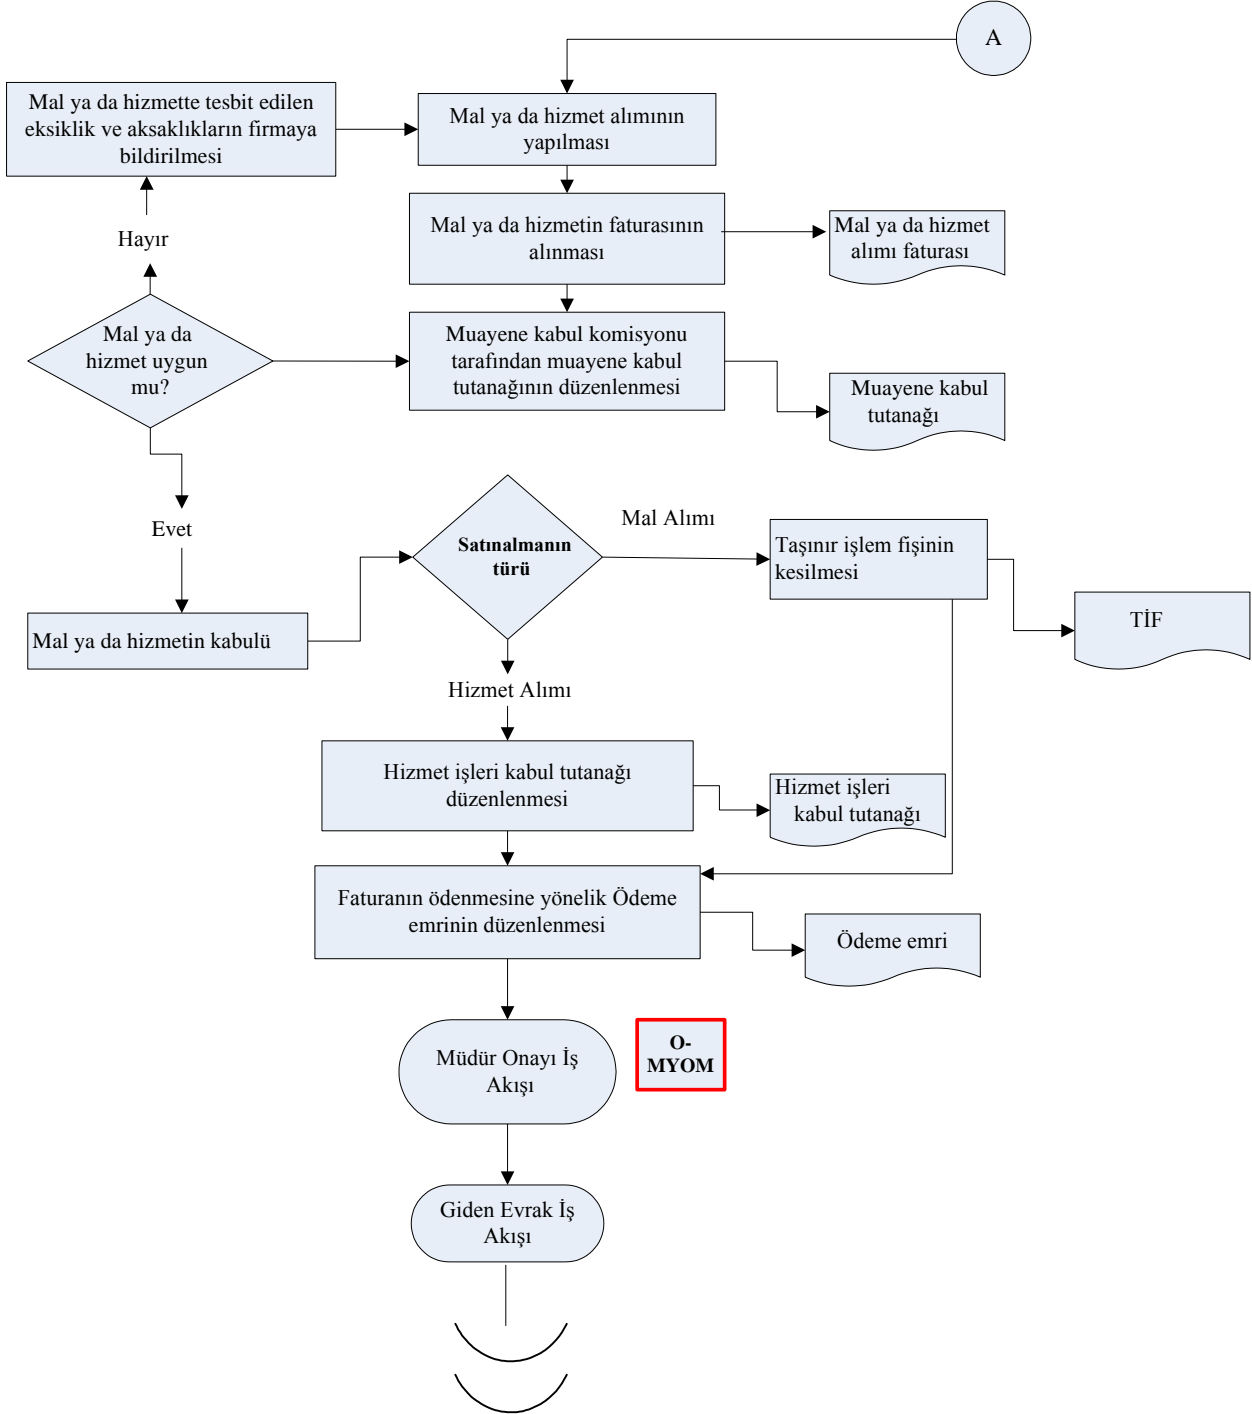 A
Mal ya da hizmette tesbit edilen
eksiklik ve aksaklıkların firmaya
bildirilmesi
Mal ya da hizmet alımının
yapılması
Hayır
Mal ya da hizmetin faturasının
alınması
Mal ya da hizmet
alımı faturası
Mal ya da
hizmet uygun
mu?
Muayene kabul komisyonu
tarafından muayene kabul
tutanağının düzenlenmesi
Muayene kabul
tutanağı
Evet
Satınalmanın
türü
Mal Alımı
Taşınır işlem fişinin
kesilmesi
TİF
Mal ya da hizmetin kabulü
Hizmet Alımı
Hizmet işleri kabul tutanağı
düzenlenmesi
Hizmet işleri
kabul tutanağı
Faturanın ödenmesine yönelik Ödeme
emrinin düzenlenmesi
Ödeme emri
Müdür Onayı İş
Akışı
O-
MYOM
Giden Evrak İş
Akışı